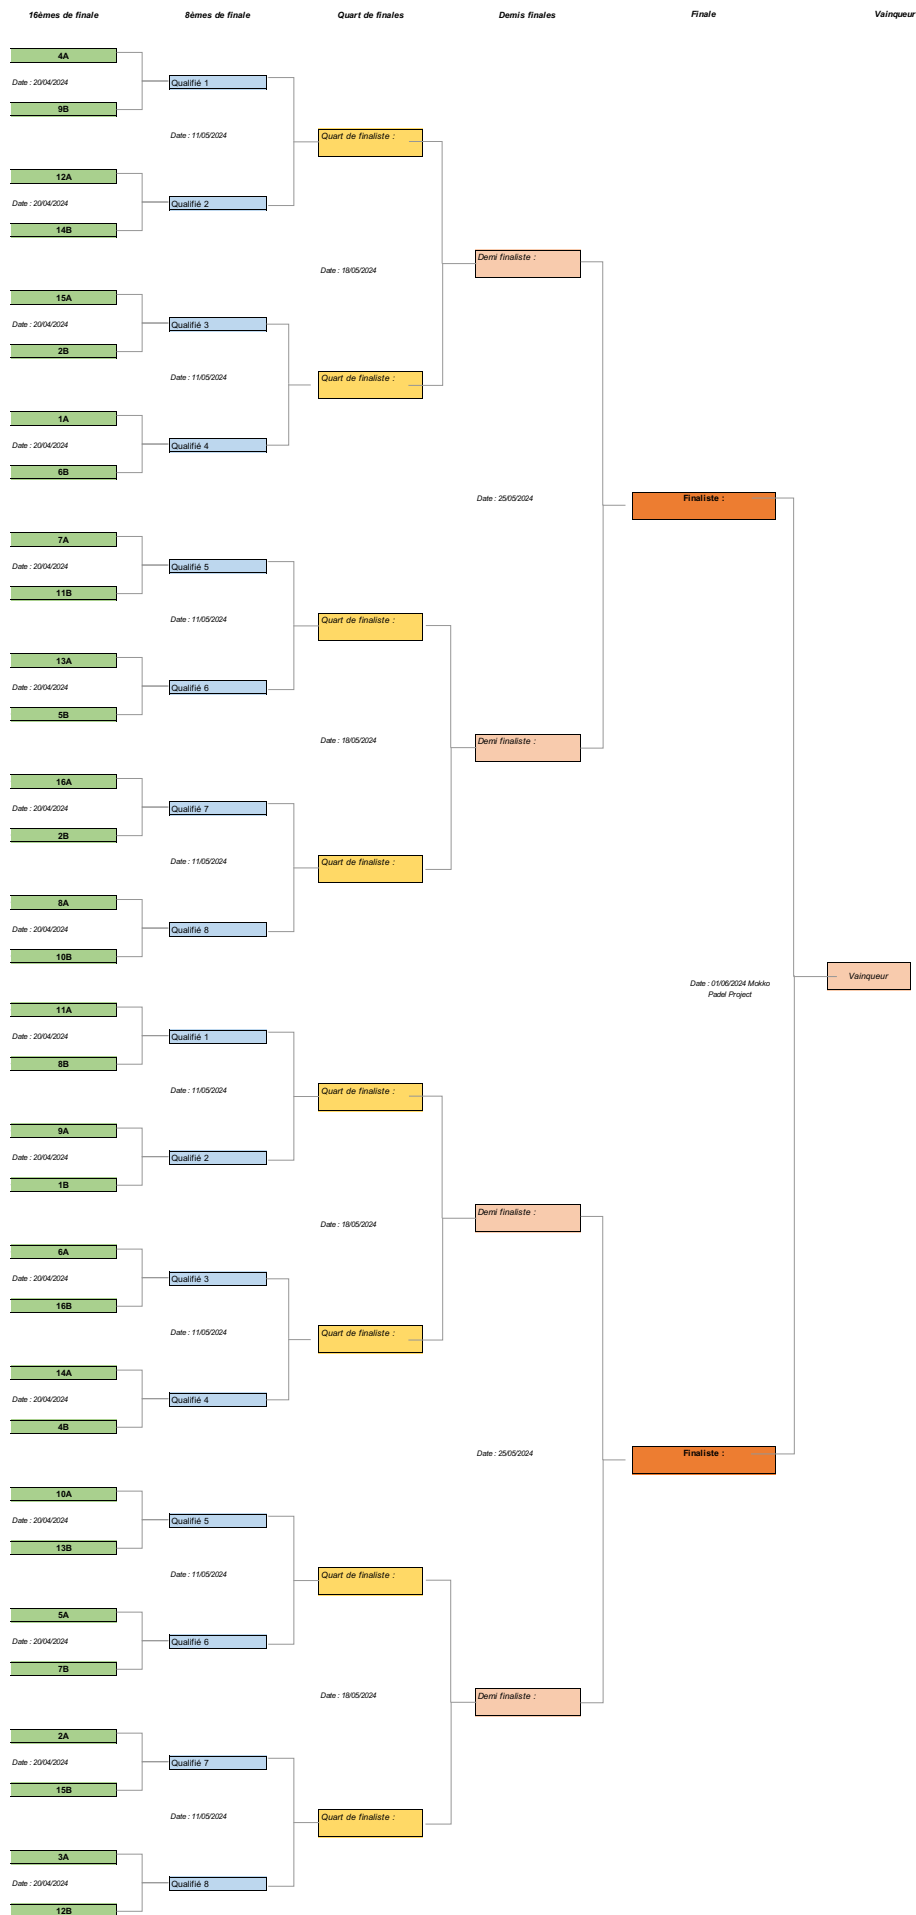 16èmes de finale
8èmes de finale
Quart de finales
Demis finales
Finale
Vainqueur
4A
Date : 20/04/2024
Qualifié 1
9B
Date : 11/05/2024
Quart de finaliste :
12A
Date : 20/04/2024
Qualifié 2
14B
Demi finaliste :
Date : 18/05/2024
15A
Date : 20/04/2024
Qualifié 3
2B
Date : 11/05/2024
Quart de finaliste :
1A
Date : 20/04/2024
Qualifié 4
6B
Date : 25/05/2024
Finaliste :
7A
Date : 20/04/2024
Qualifié 5
11B
Date : 11/05/2024
Quart de finaliste :
13A
Date : 20/04/2024
Qualifié 6
5B
Date : 18/05/2024
Demi finaliste :
16A
Date : 20/04/2024
Qualifié 7
2B
Date : 11/05/2024
Quart de finaliste :
8A
Date : 20/04/2024
Qualifié 8
10B
Vainqueur
Date : 01/06/2024 Mokko
Padel Project
11A
Date : 20/04/2024
Qualifié 1
8B
Date : 11/05/2024
Quart de finaliste :
9A
Date : 20/04/2024
Qualifié 2
1B
Demi finaliste :
Date : 18/05/2024
6A
Date : 20/04/2024
Qualifié 3
16B
Date : 11/05/2024
Quart de finaliste :
14A
Date : 20/04/2024
Qualifié 4
4B
Date : 25/05/2024
Finaliste :
10A
Date : 20/04/2024
Qualifié 5
13B
Date : 11/05/2024
Quart de finaliste :
5A
Date : 20/04/2024
Qualifié 6
7B
Date : 18/05/2024
Demi finaliste :
2A
Date : 20/04/2024
Qualifié 7
15B
Date : 11/05/2024
Quart de finaliste :
3A
Date : 20/04/2024
Qualifié 8
12B